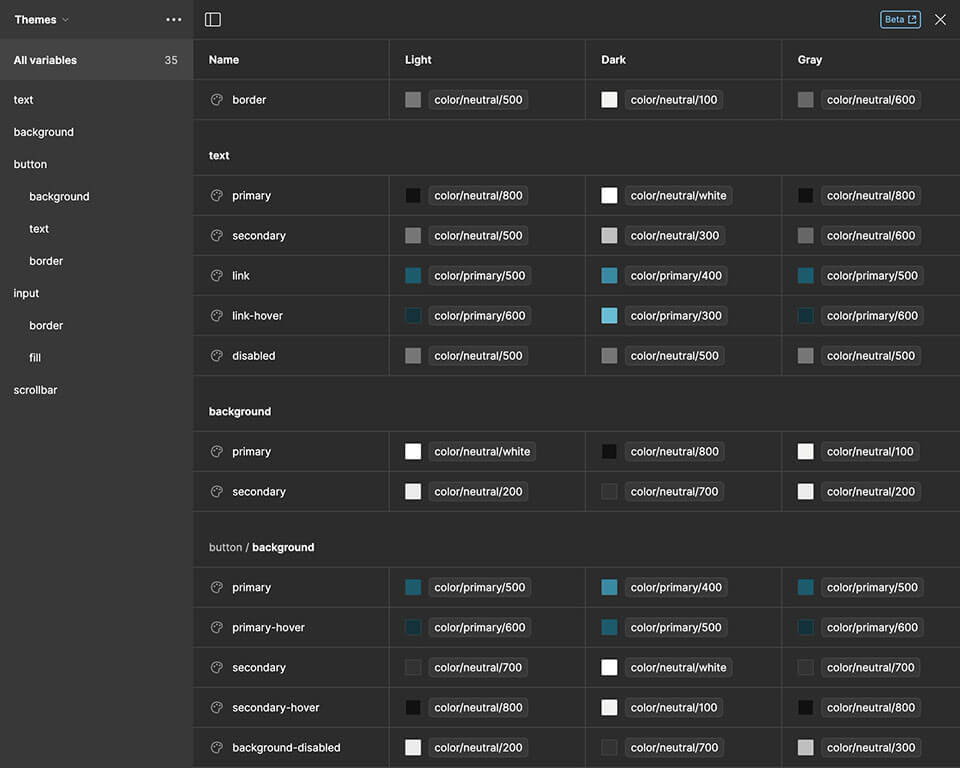 Themes
Beta
All variables 35
text
background
button
background
text
border
input
border
fill
scrollbar
Name Light Dark Gray
border color/neutral/500 color/neutral/100 color/neutral/600
text
primary color/neutral/800 color/neutral/white color/neutral/800
secondary color/neutral/500 color/neutral/300 color/neutral/600
link color/primary/500 color/primary/400 color/primary/500
link-hover color/primary/600 color/primary/300 color/primary/600
disabled color/neutral/500 color/neutral/500 color/neutral/500
background
primary color/neutral/white color/neutral/800 color/neutral/100
secondary color/neutral/200 color/neutral/700 color/neutral/200
button / background
primary color/primary/500 color/primary/400 color/primary/500
primary-hover color/primary/600 color/primary/500 color/primary/600
secondary color/neutral/700 color/neutral/white color/neutral/700
secondary-hover color/neutral/800 color/neutral/100 color/neutral/800
background-disabled color/neutral/200 color/neutral/700 color/neutral/300